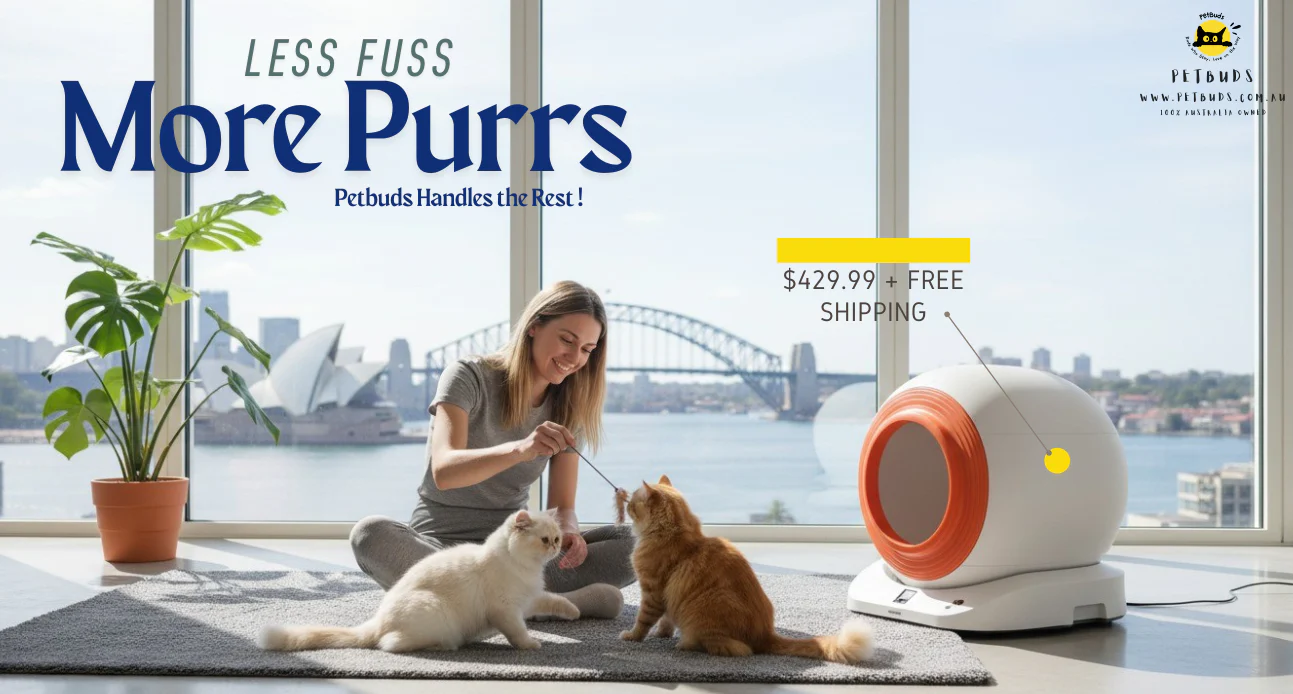 LESS FUSS
More Purrs
Petbuds Handles the Rest !
PetBuds
PETBUDS
WWW.PETBUDS.COM.AU
100% AUSTRALIA OWNED
$429.99 + FREE
SHIPPING